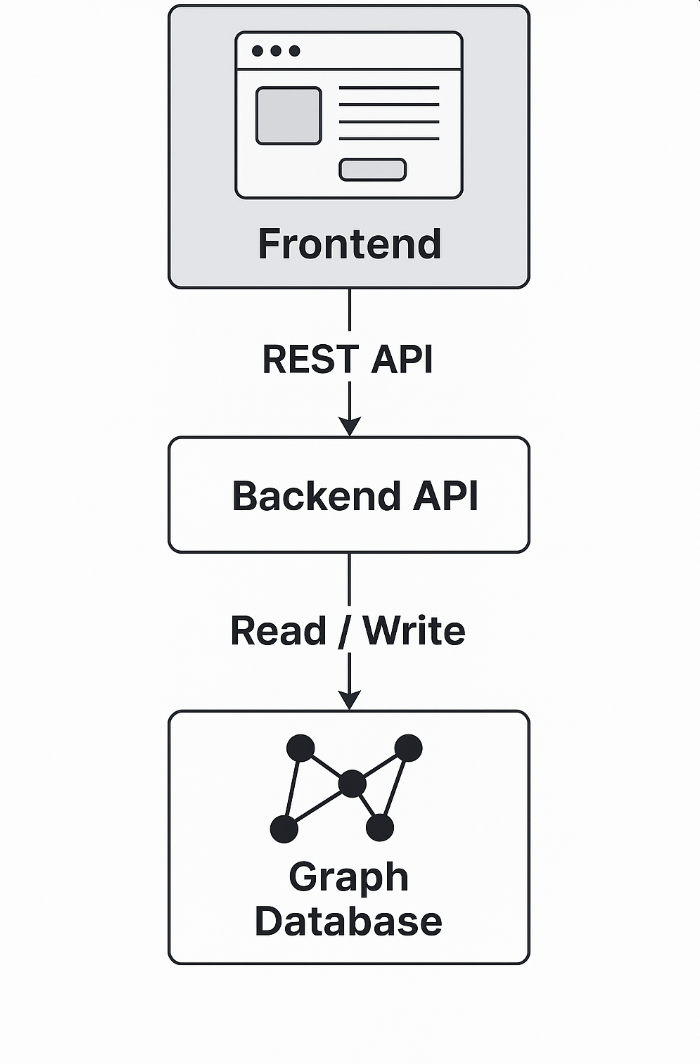 Frontend
REST API
Backend API
Read / Write
Graph
Database